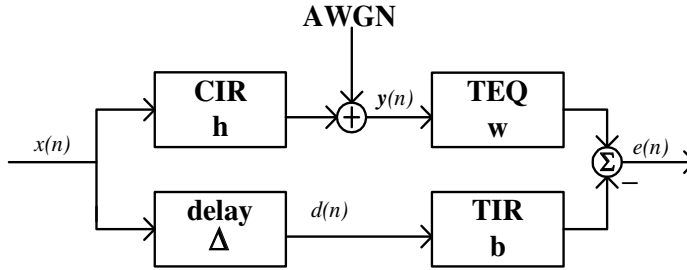 AWGN
CIR
h
y(n)
TEQ
w
x(n)
+
Σ
e(n)
−
delay
Δ
d(n)
TIR
b